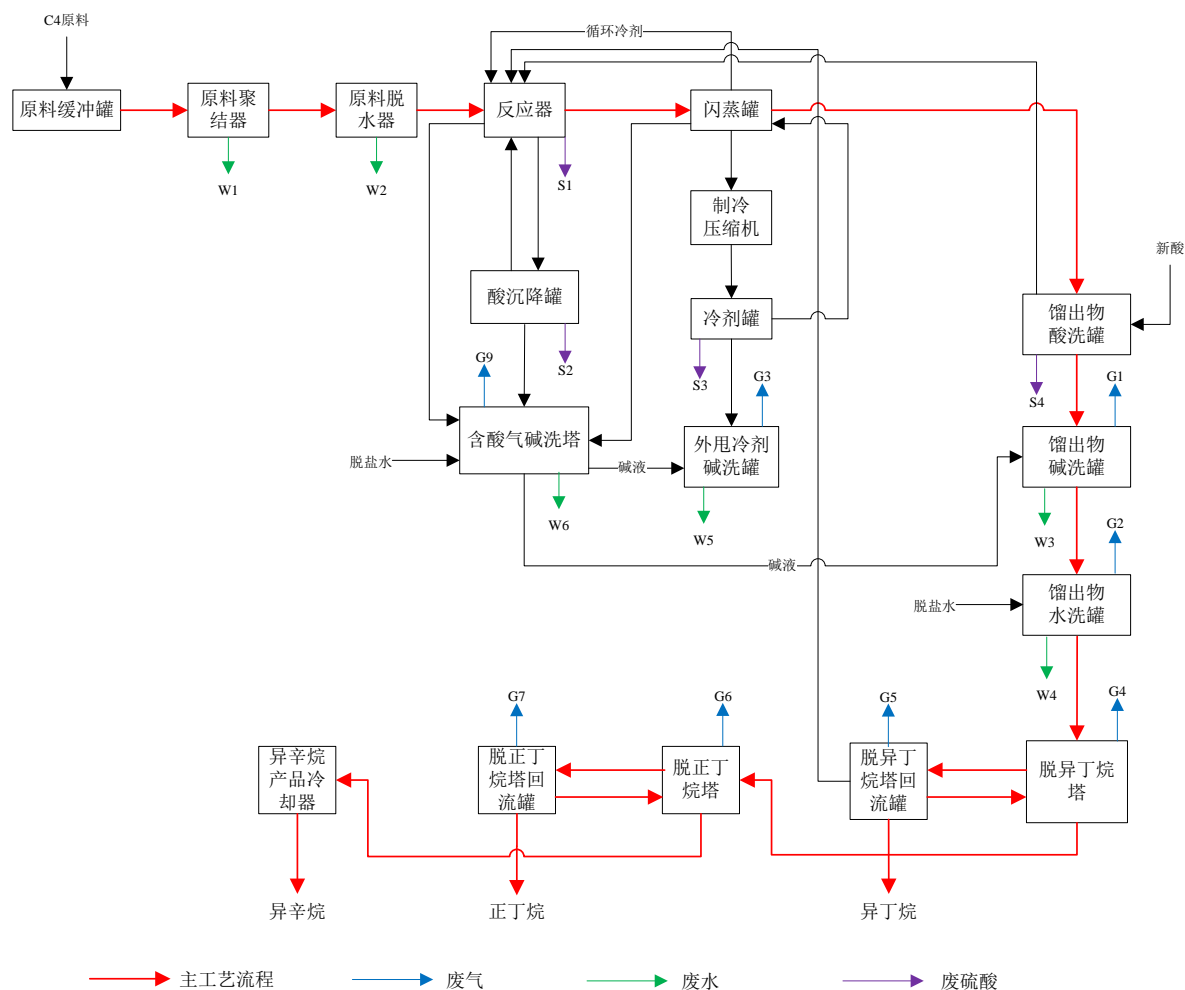 C4原料
循环冷剂
原料缓冲罐
原料聚
结器
原料脱
水器
反应器
闪蒸罐
W1
W2
S1
制冷
压缩机
新酸
酸沉降罐
冷剂罐
馏出物
酸洗罐
G9
S2
S3
G3
S4
G1
含酸气碱洗塔
脱盐水
碱液
外甩冷剂
碱洗罐
馏出物
碱洗罐
W6
W5
W3
G2
碱液
脱盐水
馏出物
水洗罐
W4
G7
G6
G5
G4
异辛烷
产品冷
却器
脱正丁
烷塔回
流罐
脱正丁
烷塔
脱异丁
烷塔回
流罐
脱异丁烷
塔
异辛烷
正丁烷
异丁烷
主工艺流程
废气
废水
废硫酸